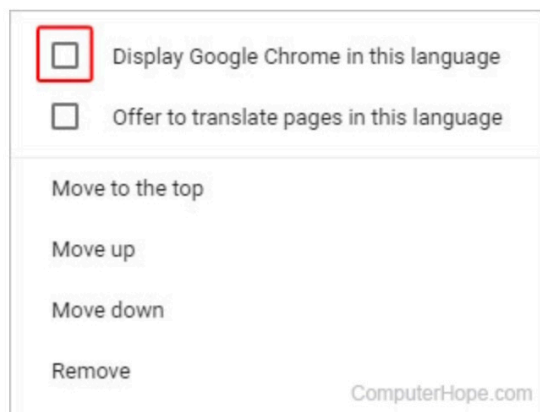 Display Google Chrome in this language
Offer to translate pages in this language
Move to the top
Move up
Move down
Remove
ComputerHope.com